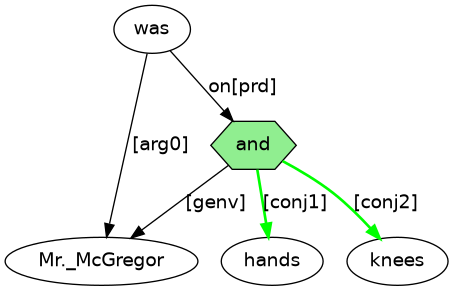 was
on[prd]
and
[arg0]
[genv]
[conj1]
[conj2]
Mr._McGregor
hands
knees